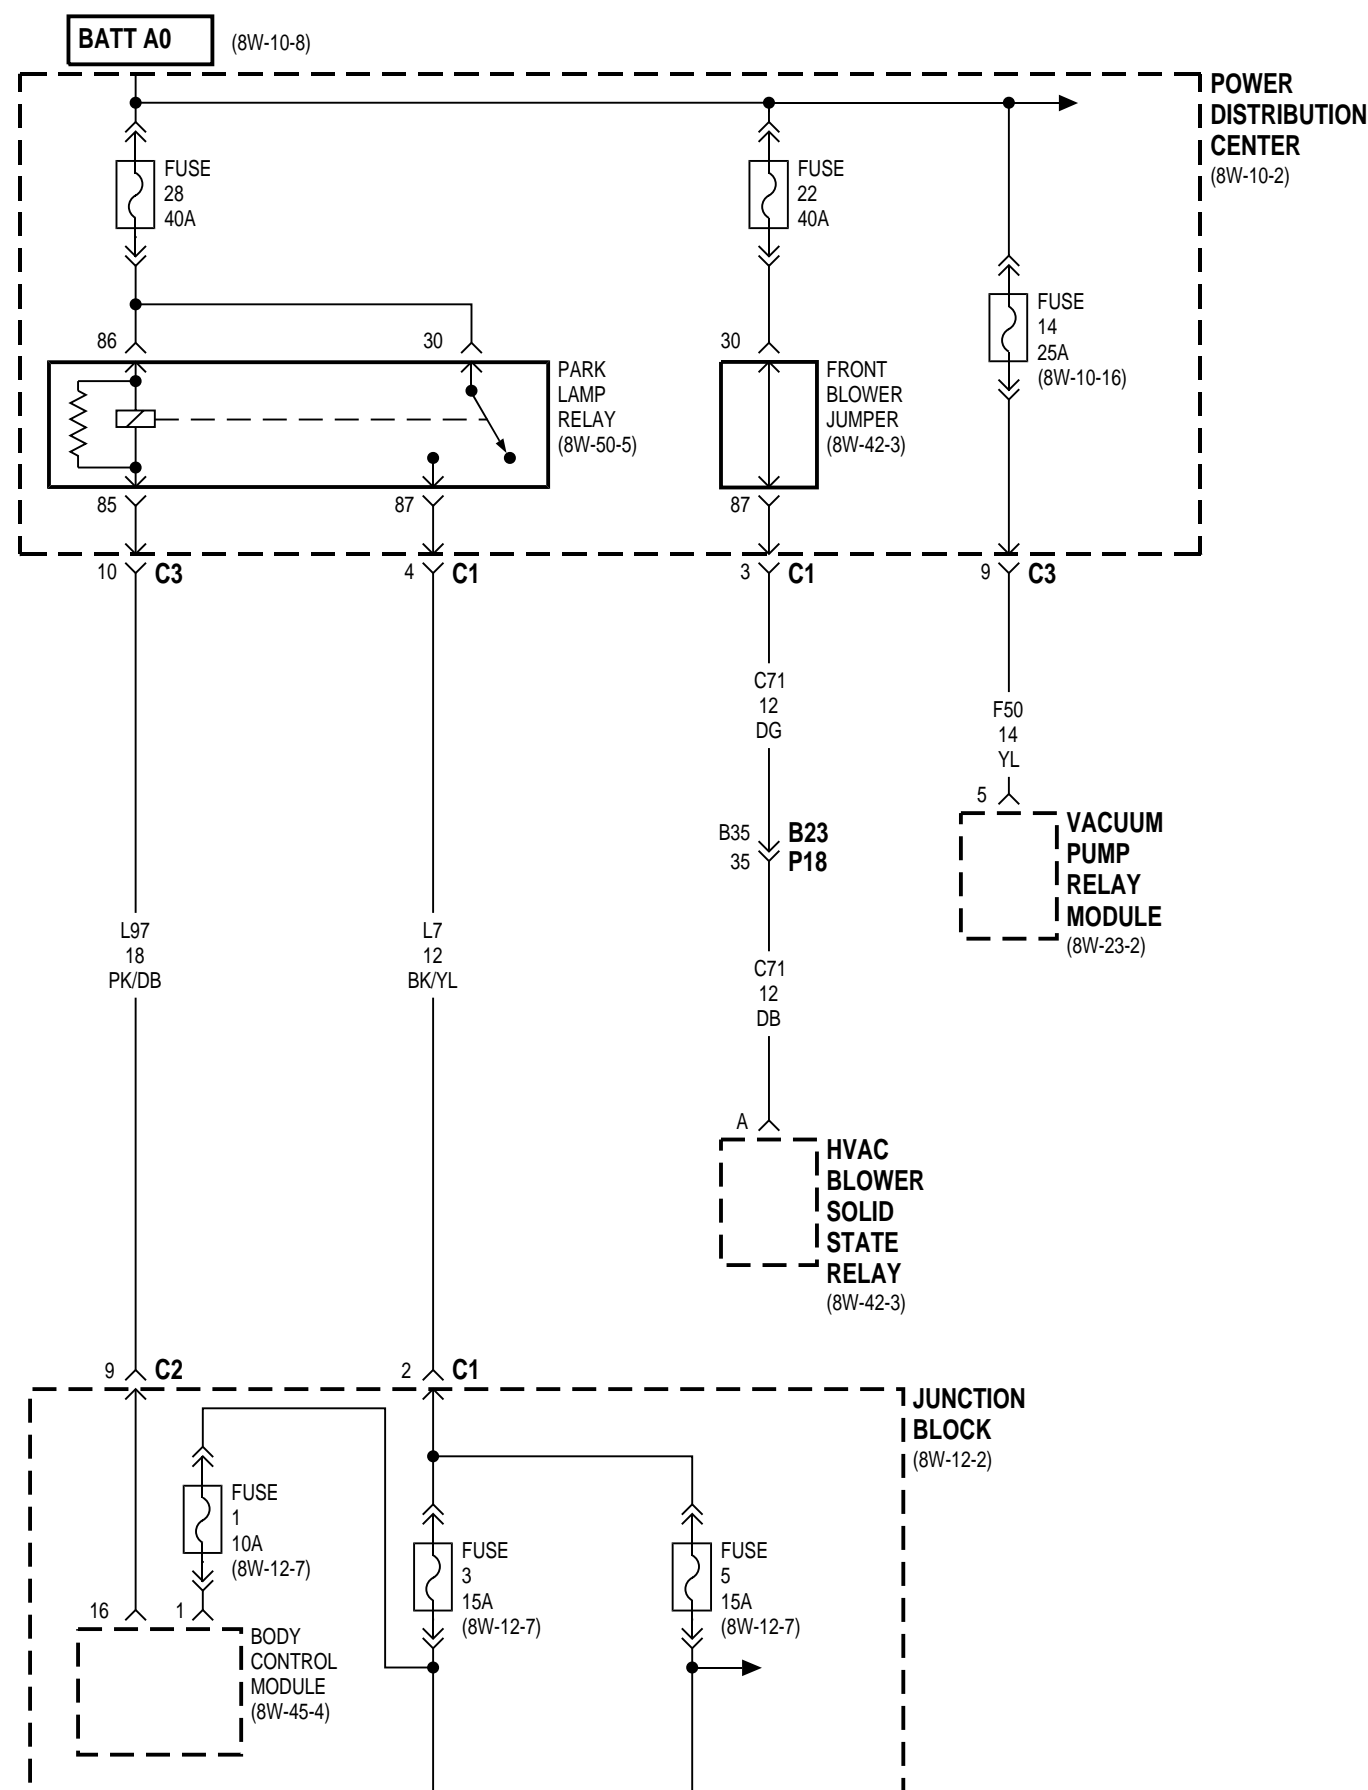 BATT A0
(8W-10-8)
POWER
DISTRIBUTION
CENTER
(8W-10-2)
FUSE
28
40A
FUSE
22
40A
FUSE
14
25A
(8W-10-16)
86
30
PARK
LAMP
RELAY
(8W-50-5)
30
FRONT
BLOWER
JUMPER
(8W-42-3)
85
87
87
10 C3
4 C1
3 C1
9 C3
C71
12
DG
F50
14
YL
5
VACUUM
PUMP
RELAY
MODULE
(8W-23-2)
B35 B23
35 P18
L97
18
PK/DB
L7
12
BK/YL
C71
12
DB
A
HVAC
BLOWER
SOLID
STATE
RELAY
(8W-42-3)
9 C2
2 C1
JUNCTION
BLOCK
(8W-12-2)
FUSE
1
10A
(8W-12-7)
FUSE
3
15A
(8W-12-7)
FUSE
5
15A
(8W-12-7)
16
1
BODY
CONTROL
MODULE
(8W-45-4)